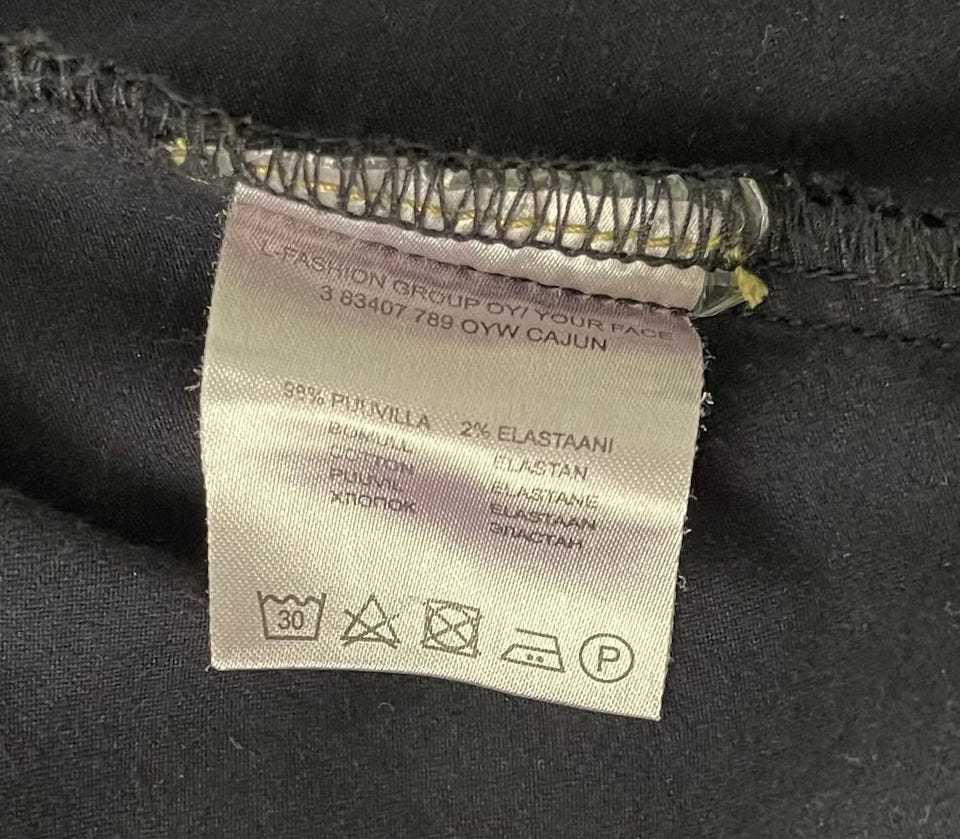 L-FASHION GROUP OY/ YOUR FACE
3 83407 789 OYW CAJUN
98% PUUVILLA 2% ELASTAANI
BOMULL ELASTAN
COTTON ELASTANE
PUUVIL ELASTAAN
ХЛОПОК ЭЛАСТАН
30
P